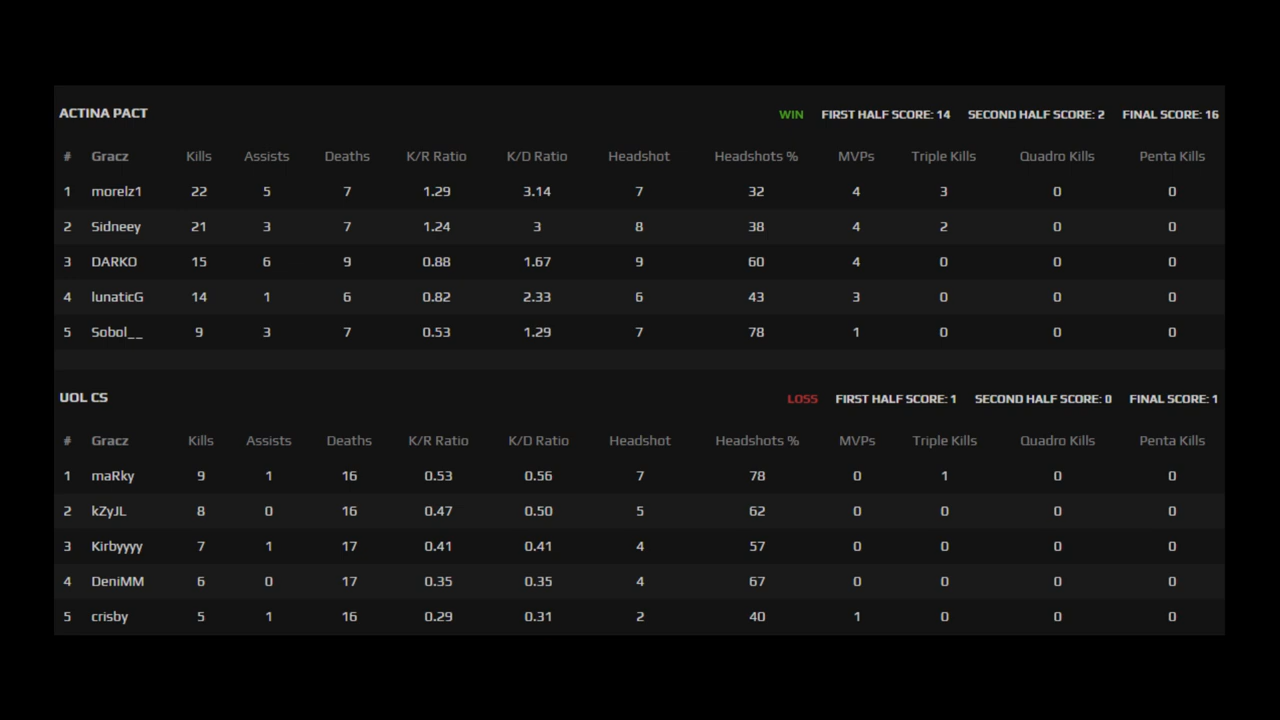 ACTINA PACT WIN FIRST HALF SCORE: 14 SECOND HALF SCORE: 2 FINAL SCORE: 16
# Gracz Kills Assists Deaths K/R Ratio K/D Ratio Headshot Headshots % MVPs Triple Kills Quadro Kills Penta Kills
1 morelz1 22 5 7 1.29 3.14 7 32 4 3 0 0
2 Sidneey 21 3 7 1.24 3 8 38 4 2 0 0
3 DARKO 15 6 9 0.88 1.67 9 60 4 0 0 0
4 lunaticG 14 1 6 0.82 2.33 6 43 3 0 0 0
5 Sobol__ 9 3 7 0.53 1.29 7 78 1 0 0 0
UOL CS LOSS FIRST HALF SCORE: 1 SECOND HALF SCORE: 0 FINAL SCORE: 1
# Gracz Kills Assists Deaths K/R Ratio K/D Ratio Headshot Headshots % MVPs Triple Kills Quadro Kills Penta Kills
1 maRky 9 1 16 0.53 0.56 7 78 0 1 0 0
2 kZyJL 8 0 16 0.47 0.50 5 62 0 0 0 0
3 Kirbyyyy 7 1 17 0.41 0.41 4 57 0 0 0 0
4 DeniMM 6 0 17 0.35 0.35 4 67 0 0 0 0
5 crisby 5 1 16 0.29 0.31 2 40 1 0 0 0